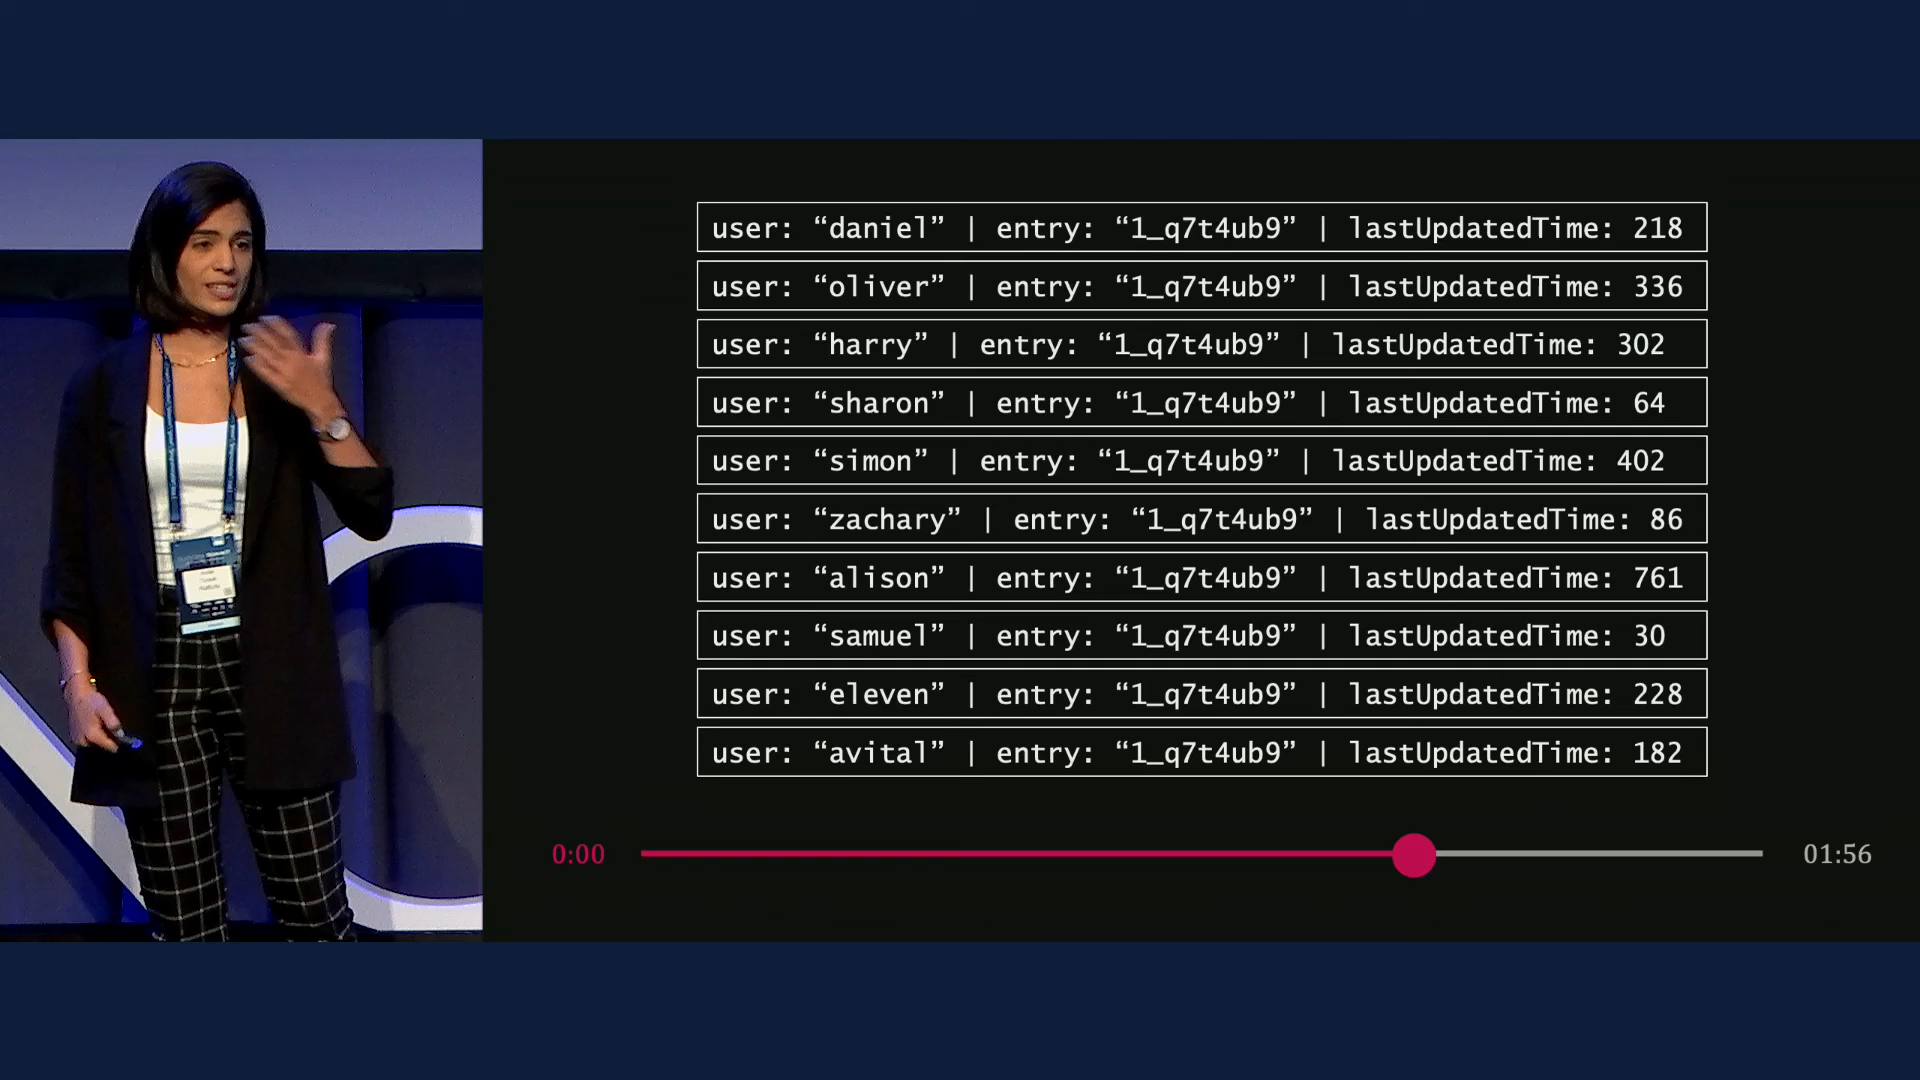 user: “daniel” | entry: “1_q7t4ub9” | lastUpdatedTime: 218
user: “oliver” | entry: “1_q7t4ub9” | lastUpdatedTime: 336
user: “harry” | entry: “1_q7t4ub9” | lastUpdatedTime: 302
user: “sharon” | entry: “1_q7t4ub9” | lastUpdatedTime: 64
user: “simon” | entry: “1_q7t4ub9” | lastUpdatedTime: 402
user: “zachary” | entry: “1_q7t4ub9” | lastUpdatedTime: 86
user: “alison” | entry: “1_q7t4ub9” | lastUpdatedTime: 761
user: “samuel” | entry: “1_q7t4ub9” | lastUpdatedTime: 30
user: “eleven” | entry: “1_q7t4ub9” | lastUpdatedTime: 228
user: “avital” | entry: “1_q7t4ub9” | lastUpdatedTime: 182
0:00 01:56